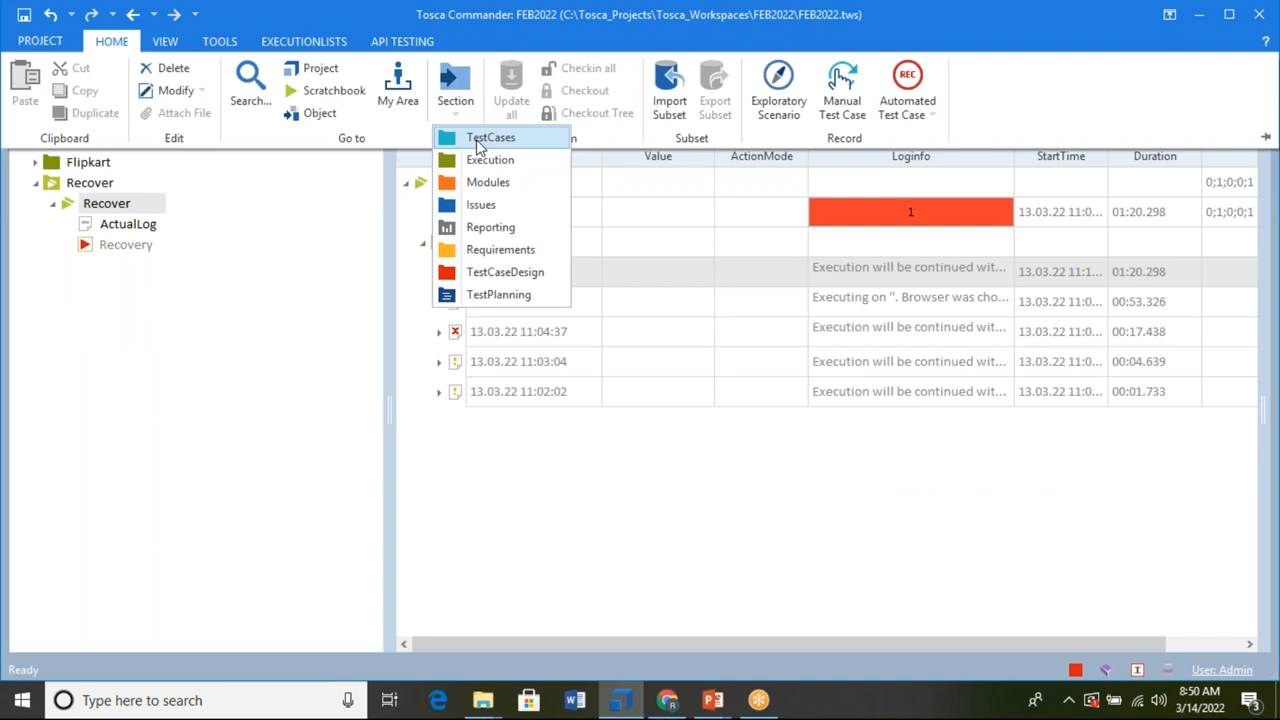 Tosca Commander: FEB2022 (C:\Tosca_Projects\Tosca_Workspaces\FEB2022\FEB2022.tws)
PROJECT HOME VIEW TOOLS EXECUTIONLISTS API TESTING ?
Paste Cut Copy Duplicate
Clipboard
Delete Modify Attach File
Edit
Search... Project Scratchbook Object My Area
Go to
Section Update all Checkin all Checkout Checkout Tree
Import Subset Export Subset
Subset
Exploratory Scenario Manual Test Case REC Automated Test Case
Record
TestCases
Execution
Modules
Issues
Reporting
Requirements
TestCaseDesign
TestPlanning
Flipkart
Recover
Recover
ActualLog
Recovery
Value ActionMode Loginfo StartTime Duration
0;1;0;0;1
1 13.03.22 11:0... 01:20.298 0;1;0;0;1
Execution will be continued wit... 13.03.22 11:1... 01:20.298
Executing on ''. Browser was cho... 13.03.22 11:0... 00:53.326
13.03.22 11:04:37 Execution will be continued wit... 13.03.22 11:0... 00:17.438
13.03.22 11:03:04 Execution will be continued wit... 13.03.22 11:0... 00:04.639
13.03.22 11:02:02 Execution will be continued wit... 13.03.22 11:0... 00:01.733
Ready User: Admin
Type here to search
8:50 AM
3/14/2022
3